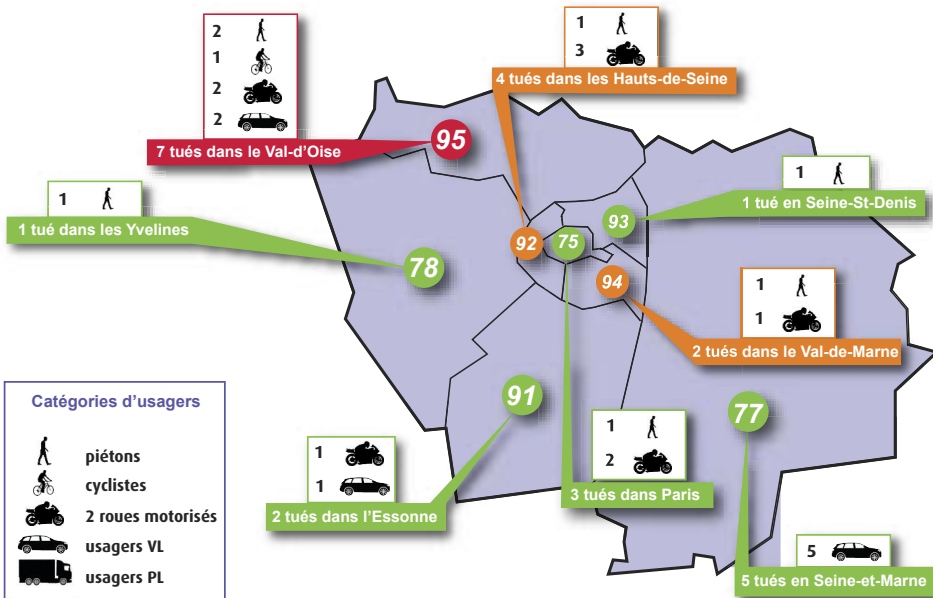 2
1
2
2
7 tués dans le Val-d'Oise
95
1
3
4 tués dans les Hauts-de-Seine
92
1
1 tué dans les Yvelines
78
1
1 tué en Seine-St-Denis
93
75
94
1
1
2 tués dans le Val-de-Marne
91
1
1
2 tués dans l'Essonne
1
2
3 tués dans Paris
77
5
5 tués en Seine-et-Marne
Catégories d'usagers
piétons
cyclistes
2 roues motorisés
usagers VL
usagers PL